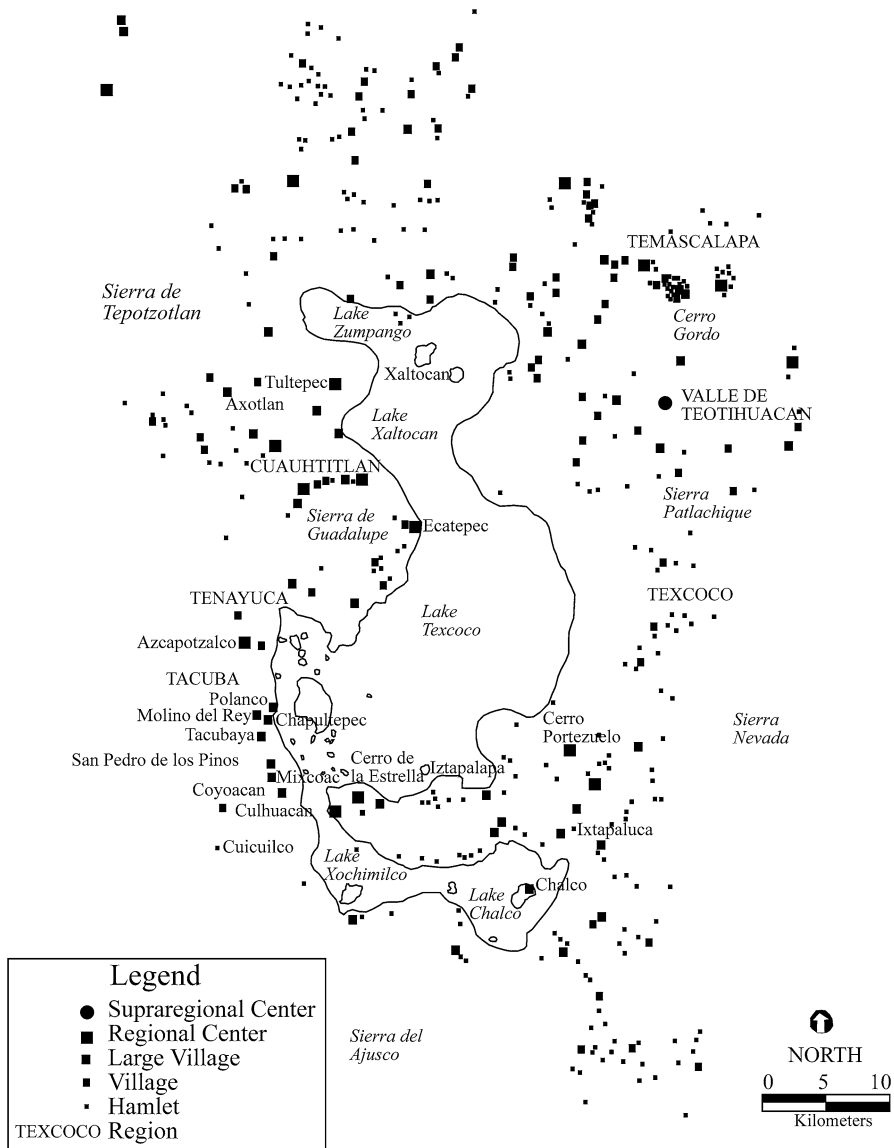 TEMASCALAPA
Sierra de
Tepotzotlan
Lake
Zumpango
Cerro
Gordo
Xaltocan
Tultepec
Axotlan
VALLE DE
TEOTIHUACAN
Lake
Xaltocan
CUAUHTITLAN
Sierra
Patlachique
Sierra de
Guadalupe
Ecatepec
TENAYUCA
TEXCOCO
Lake
Texcoco
Azcapotzalco
TACUBA
Polanco
Molino del Rey
Chapultepec
Tacubaya
Cerro
Portezuelo
Sierra
Nevada
San Pedro de los Pinos
Cerro de
la Estrella
Iztapalapa
Mixcoac
Coyoacan
Culhuacan
Ixtapaluca
Cuicuilco
Lake
Xochimilco
Lake
Chalco
Chalco
Legend
Supraregional Center
Regional Center
Large Village
Village
Hamlet
TEXCOCO Region
Sierra del
Ajusco
NORTH
0 5 10
Kilometers